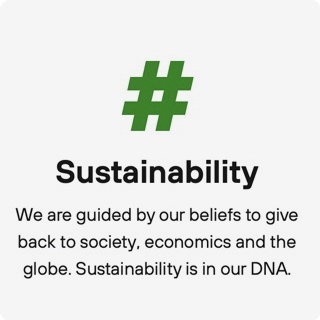 #
Sustainability
We are guided by our beliefs to give
back to society, economics and the
globe. Sustainability is in our DNA.